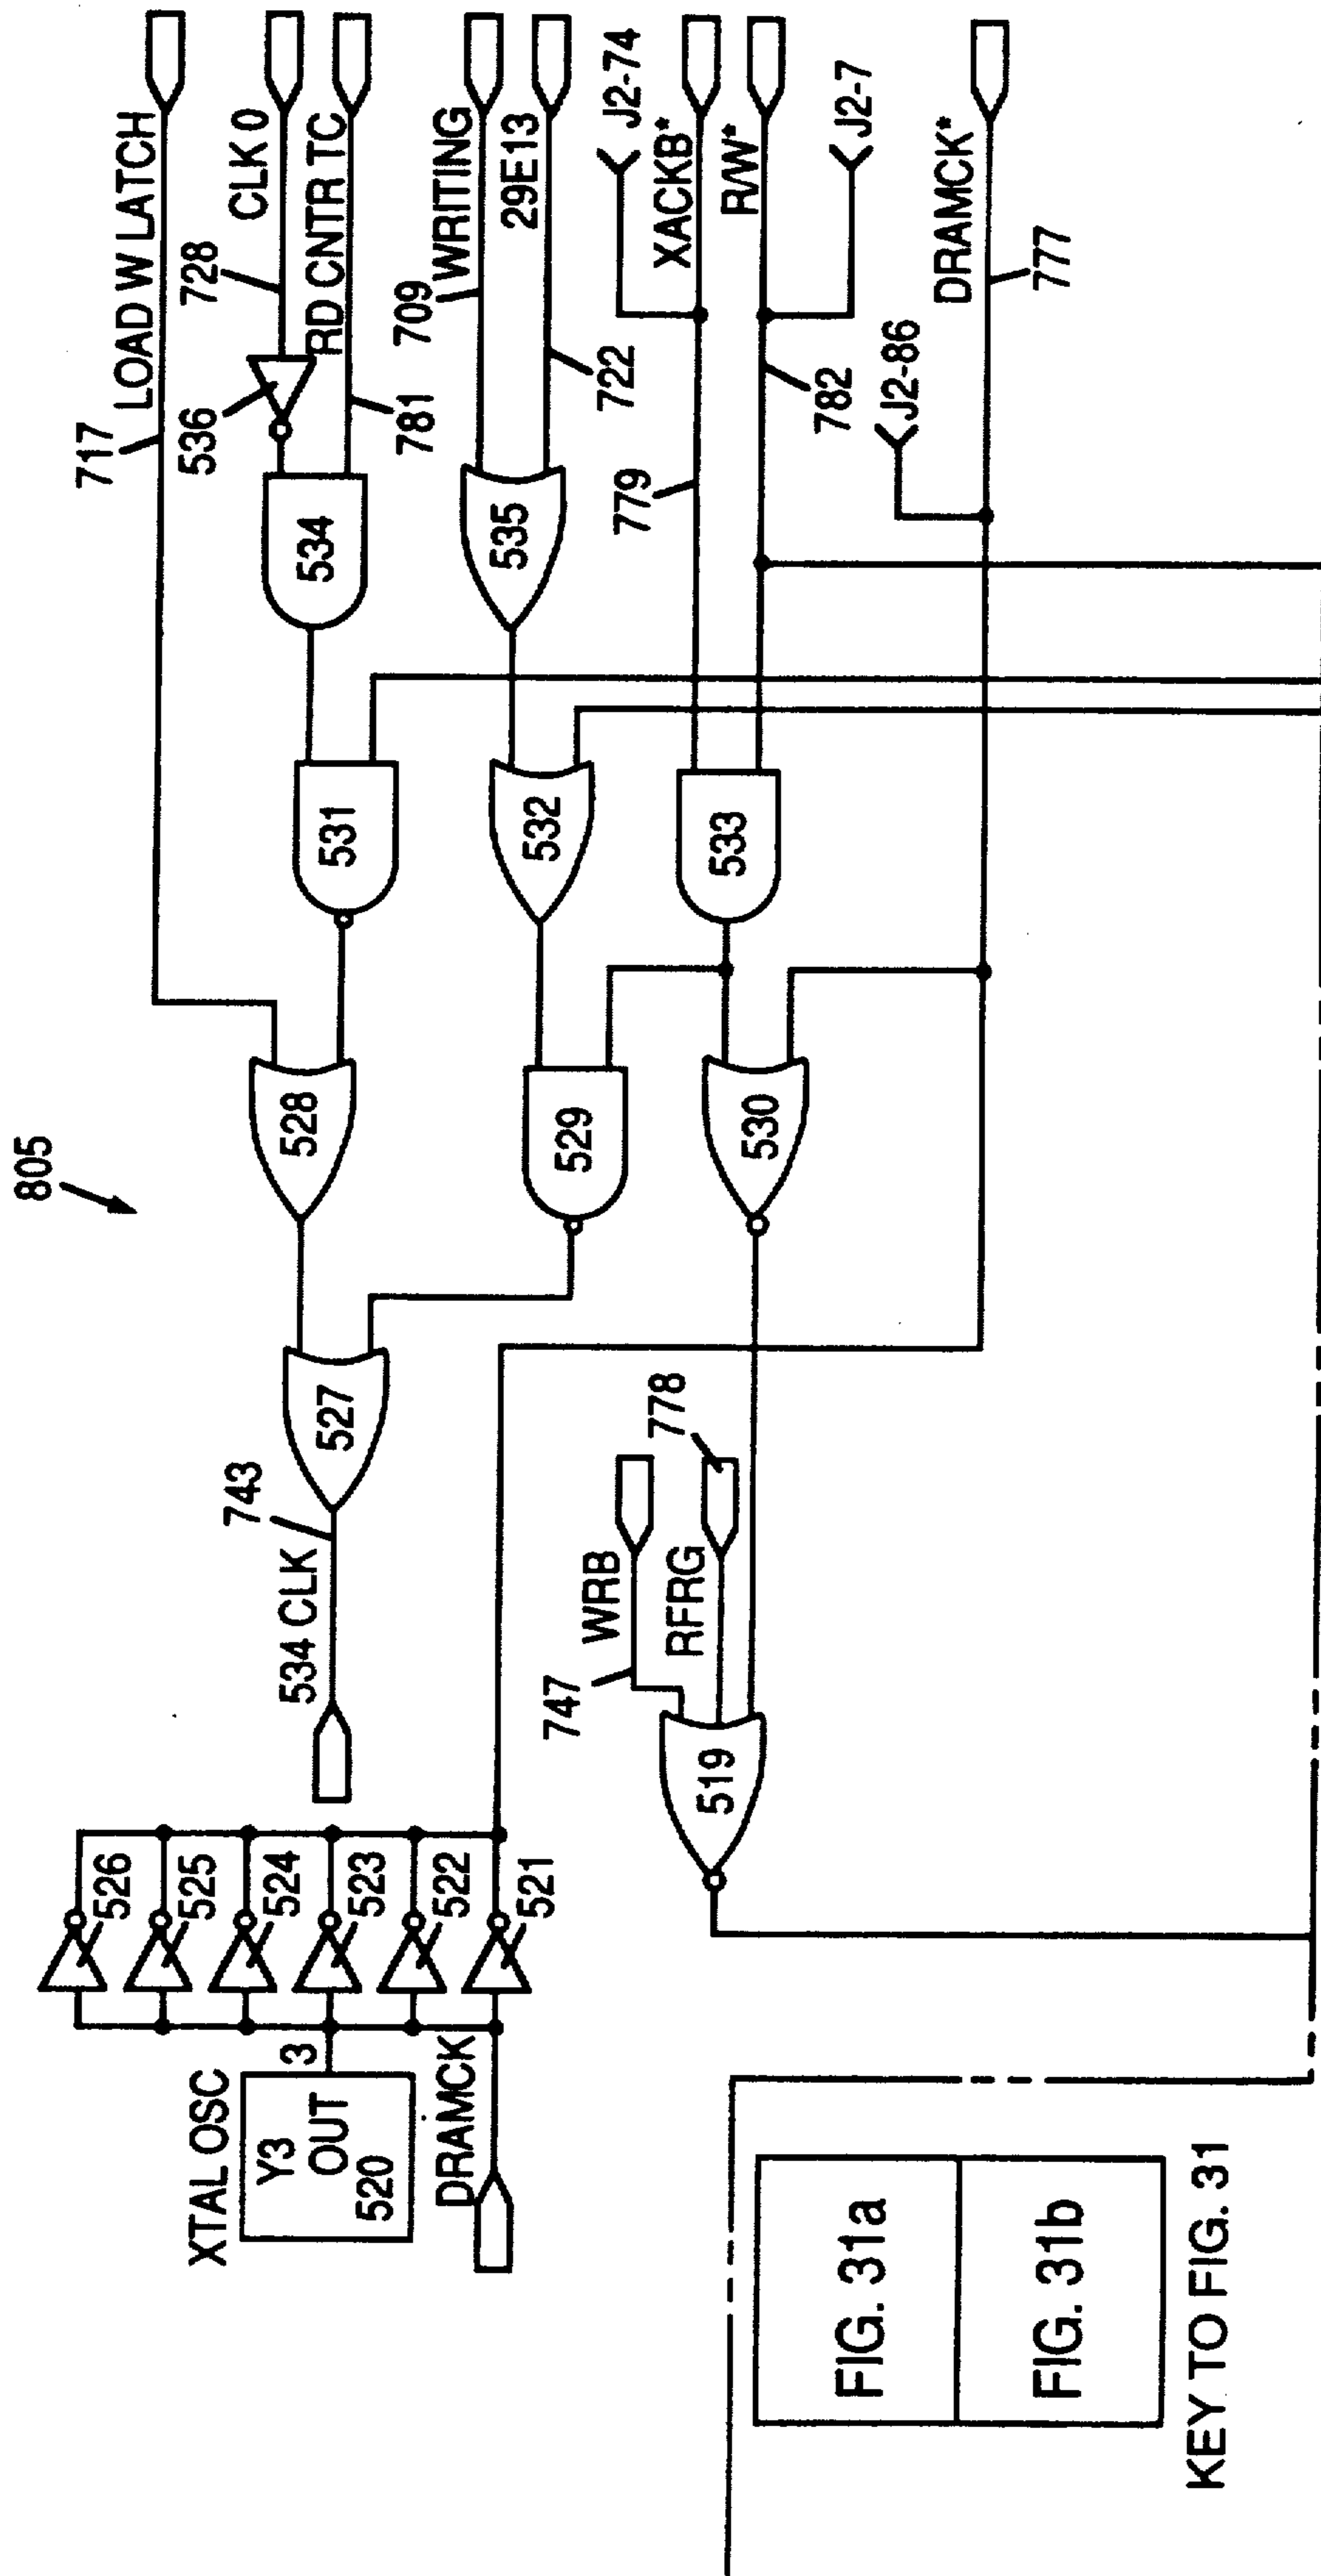 805
717
LOAD W LATCH
728
CLK 0
536
RD CNTR TC
781
534
531
528
709
WRITING
29E13
722
535
532
529
J2-74
XACKB*
R/W*
J2-7
779
782
533
530
J2-86
DRAMCK*
777
743
534 CLK
527
526
525
524
523
522
521
XTAL OSC
Y3
OUT
520
3
DRAMCK
747
WRB
RFRG
778
519
FIG. 31a
FIG. 31b
KEY TO FIG. 31